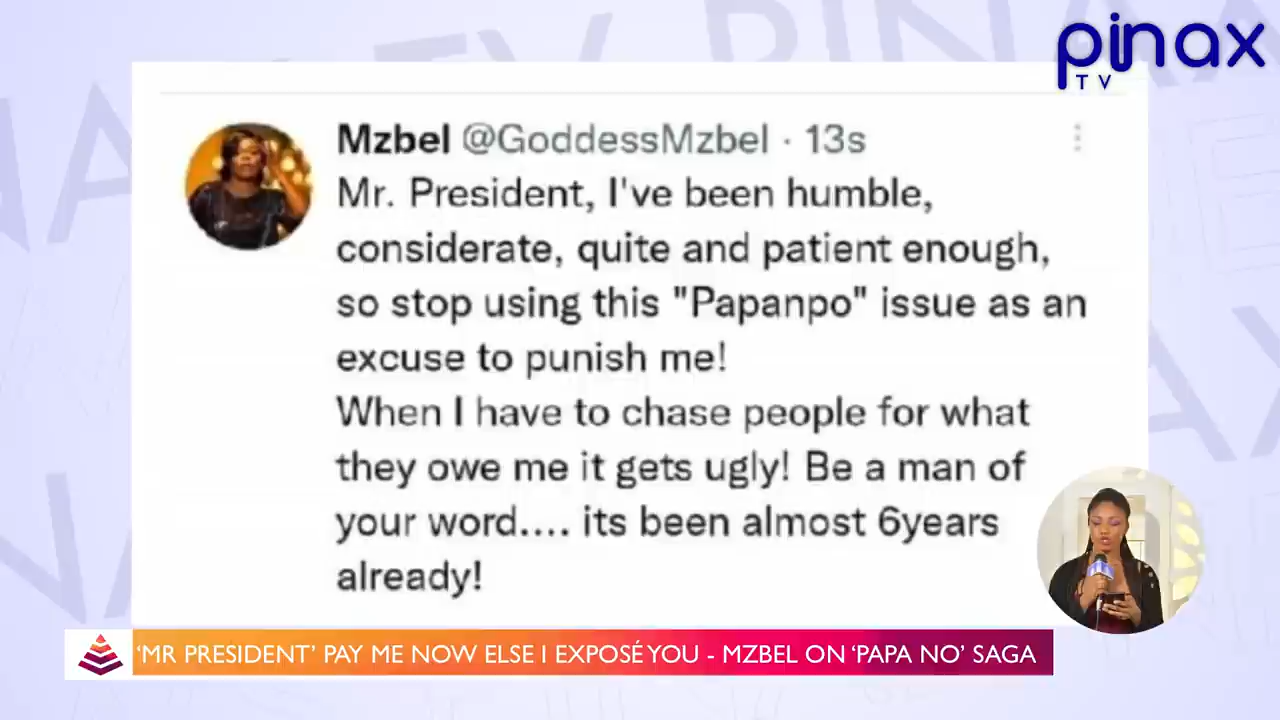 pinax
TV
Mzbel @GoddessMzbel · 13s
Mr. President, I've been humble,
considerate, quite and patient enough,
so stop using this "Papanpo" issue as an
excuse to punish me!
When I have to chase people for what
they owe me it gets ugly! Be a man of
your word.... its been almost 6years
already!
'MR PRESIDENT' PAY ME NOW ELSE I EXPOSÉ YOU - MZBEL ON 'PAPA NO' SAGA